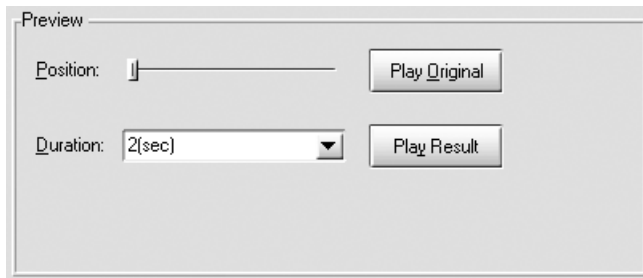 Preview
Position:
Play Original
Duration: 2(sec)
Play Result